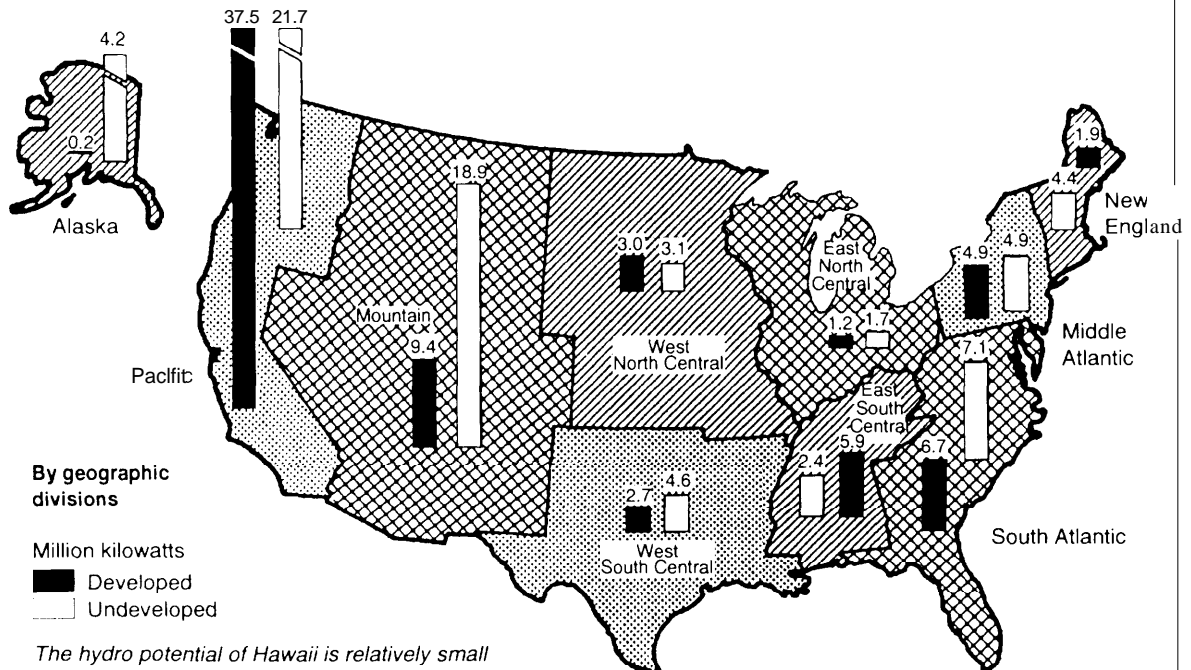 37.5
21.7
4.2
0.2
Alaska
1.9
4.4
New
England
18.9
3.0
3.1
East
North
Central
4.9
4.9
Mountain
9.4
1.2
1.7
West
North Central
Middle
Atlantic
7.1
Pacific
East
South
Central
5.9
2.4
6.7
By geographic
divisions
2.7
4.6
West
South Central
South Atlantic
Million kilowatts
Developed
Undeveloped
The hydro potential of Hawaii is relatively small